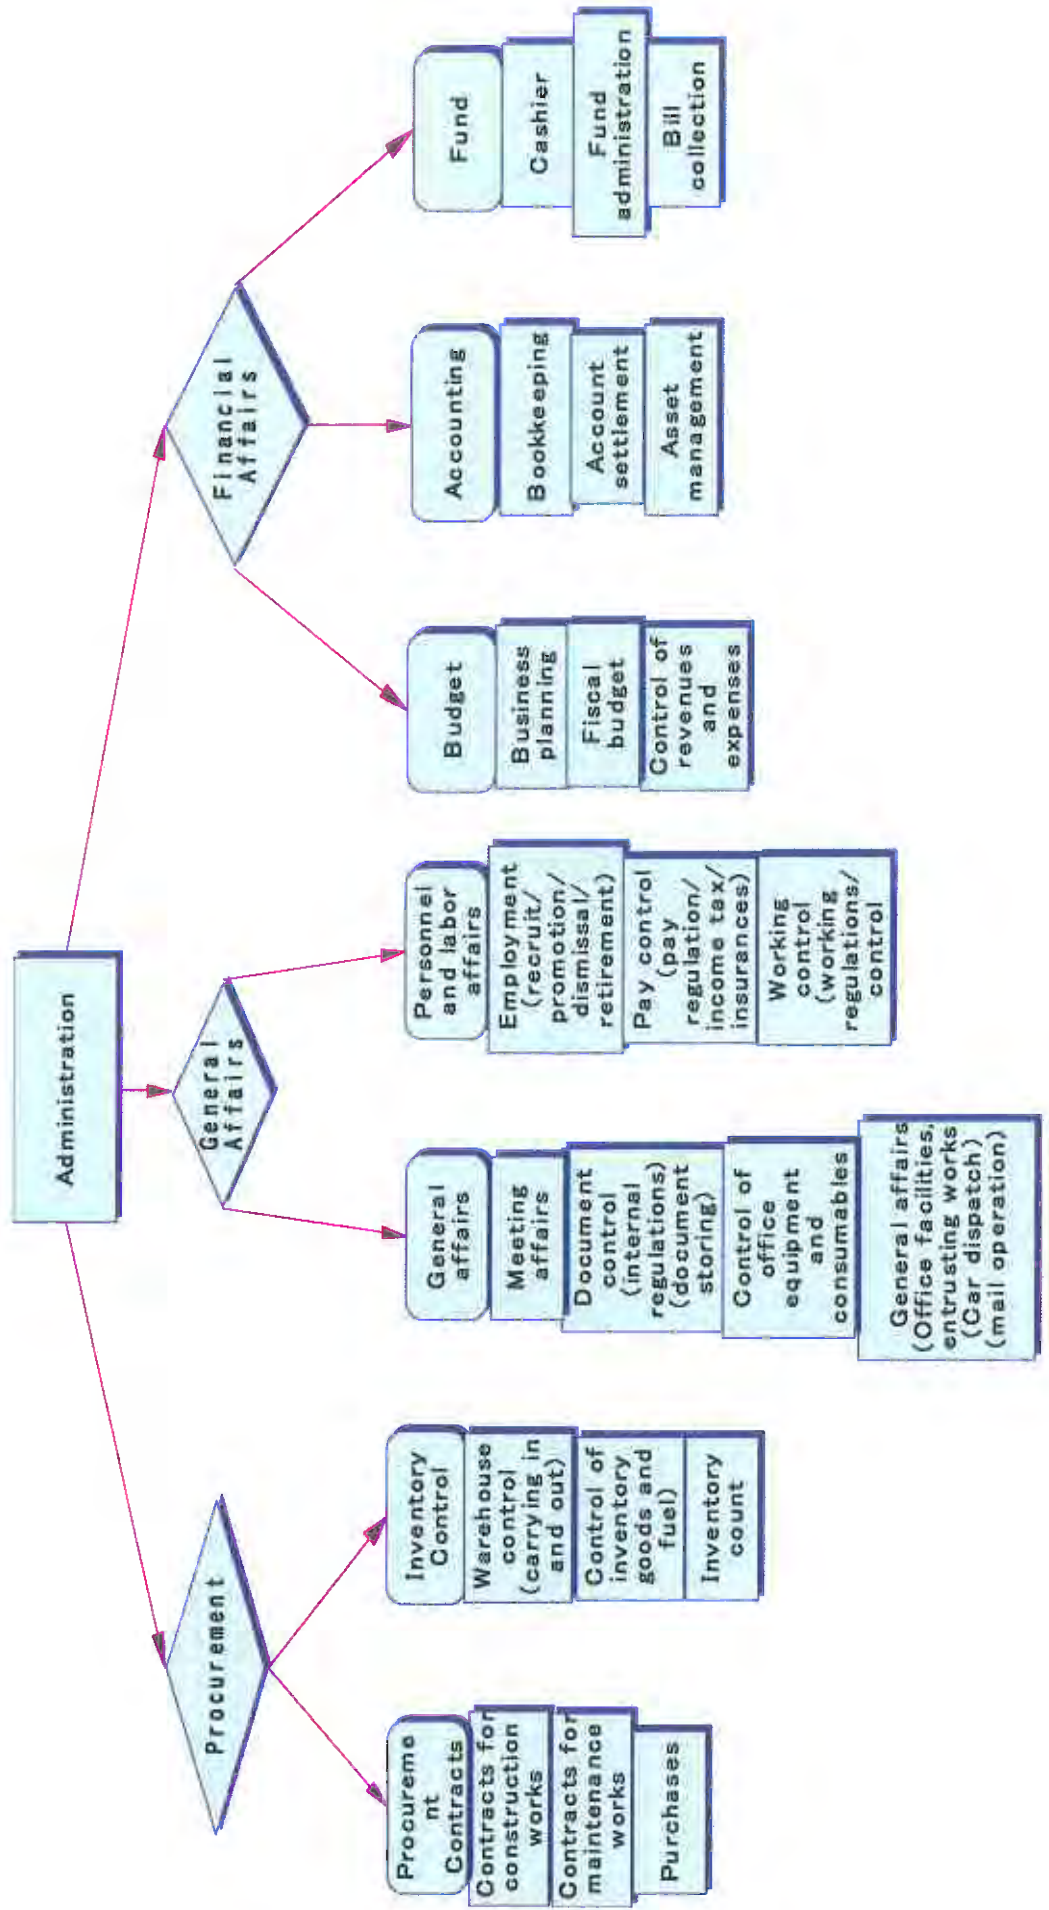 Administration
Procurement
General
Affairs
Financial
Affairs
Procureme
nt
Contracts
Contracts for
construction
works
Contracts for
maintenance
works
Purchases
Inventory
Control
Warehouse
control
(carrying in
and out)
Control of
inventory
goods and
fuel)
Inventory
count
General
affairs
Meeting
affairs
Document
control
(internal
regulations)
(document
storing)
Control of
office
equipment
and
consumables
General affairs
(Office facilities,
entrusting works
(Car dispatch)
(mail operation)
Personnel
and labor
affairs
Employment
(recruit/
promotion/
dismissal/
retirement)
Pay control
(pay
regulation/
income tax/
insurances)
Working
control
(working
regulations/
control
Budget
Business
planning
Fiscal
budget
Control of
revenues
and
expenses
Accounting
Bookkeeping
Account
settlement
Asset
management
Fund
Cashier
Fund
administration
Bill
collection